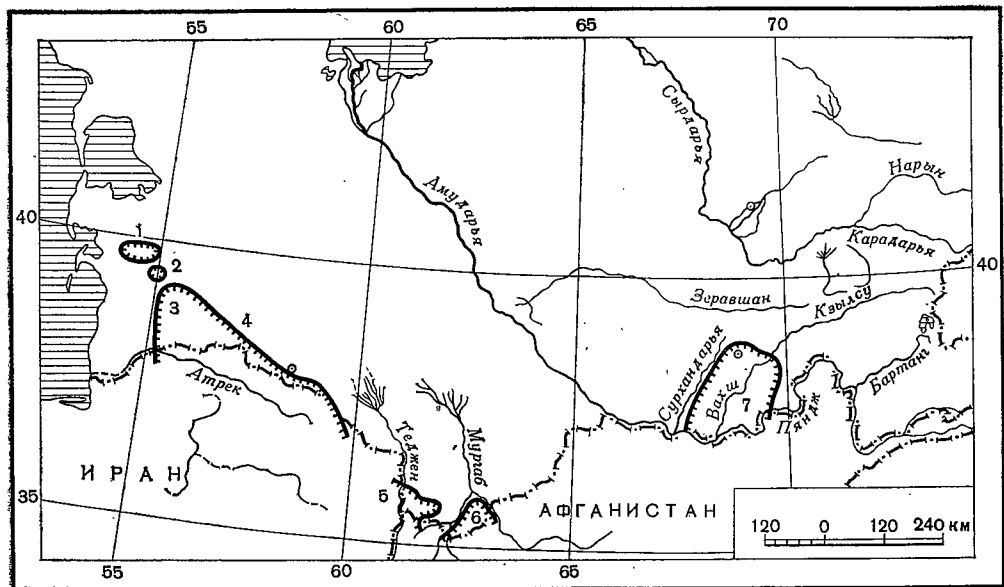 55 60 65 70
Сырдарья
Нарын
Амударья
40
1
Карадарья
2
40
Зеравшан
Кзылсу
3
4
Сурхандарья
Вахш
7
Пяндж
Бартанг
Атрек
Теджен
Мургаб
ИРАН
5
6
35
АФГАНИСТАН
120 0 120 240 км
55 60 65 70